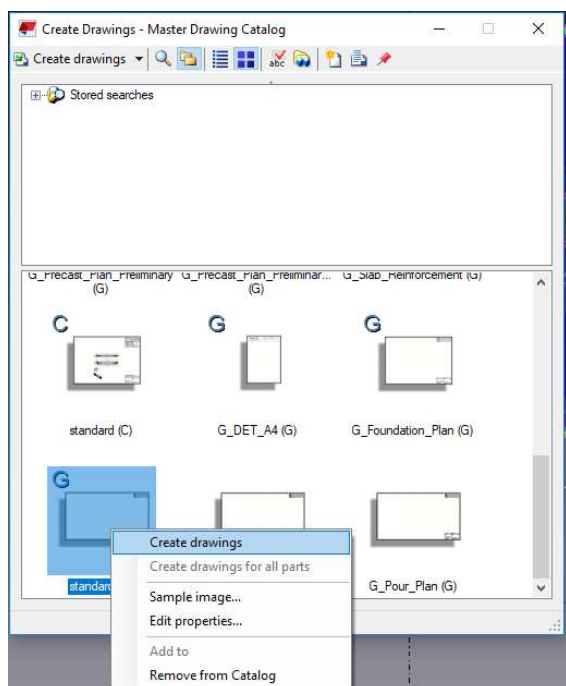 Create Drawings - Master Drawing Catalog
Create drawings
abc
Stored searches
G_Precast_Plan_Preliminary G_Precast_Plan_Preliminar... G_Slab_Reinforcement (G)
(G) (G)
C G G
standard (C) G_DET_A4 (G) G_Foundation_Plan (G)
G
Create drawings
Create drawings for all parts
standard G_Pour_Plan (G)
Sample image...
Edit properties...
Add to
Remove from Catalog